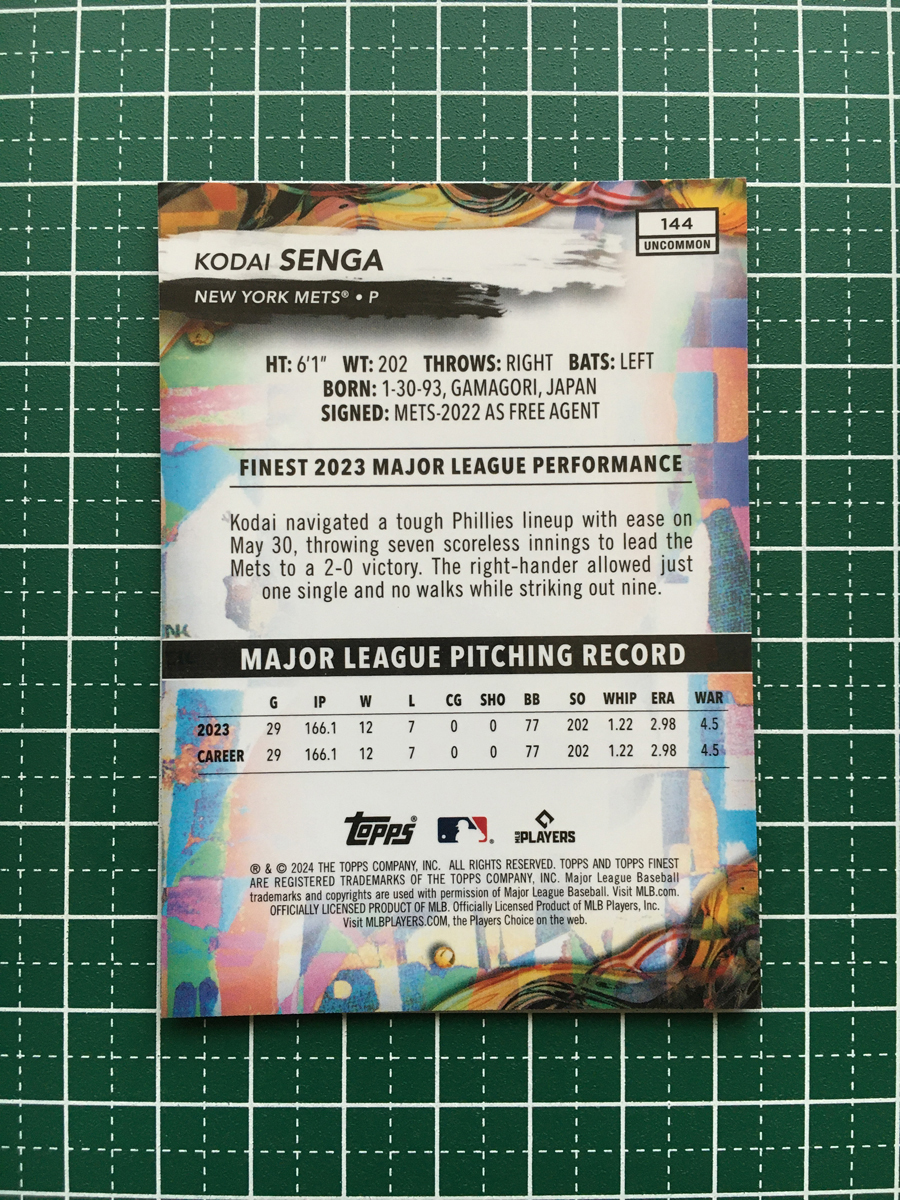 144
UNCOMMON
KODAI SENGA
NEW YORK METS® • P
HT: 6'1" WT: 202 THROWS: RIGHT BATS: LEFT
BORN: 1-30-93, GAMAGORI, JAPAN
SIGNED: METS-2022 AS FREE AGENT
FINEST 2023 MAJOR LEAGUE PERFORMANCE
Kodai navigated a tough Phillies lineup with ease on
May 30, throwing seven scoreless innings to lead the
Mets to a 2-0 victory. The right-hander allowed just
one single and no walks while striking out nine.
MAJOR LEAGUE PITCHING RECORD
G IP W L CG SHO BB SO WHIP ERA WAR
2023 29 166.1 12 7 0 0 77 202 1.22 2.98 4.5
CAREER 29 166.1 12 7 0 0 77 202 1.22 2.98 4.5
Topps® MLB PLAYERS
® & © 2024 THE TOPPS COMPANY, INC. ALL RIGHTS RESERVED. TOPPS AND TOPPS FINEST
ARE REGISTERED TRADEMARKS OF THE TOPPS COMPANY, INC. Major League Baseball
trademarks and copyrights are used with permission of Major League Baseball. Visit MLB.com.
OFFICIALLY LICENSED PRODUCT OF MLB. Officially Licensed Product of MLB Players, Inc.
Visit MLBPLAYERS.COM, the Players Choice on the web.